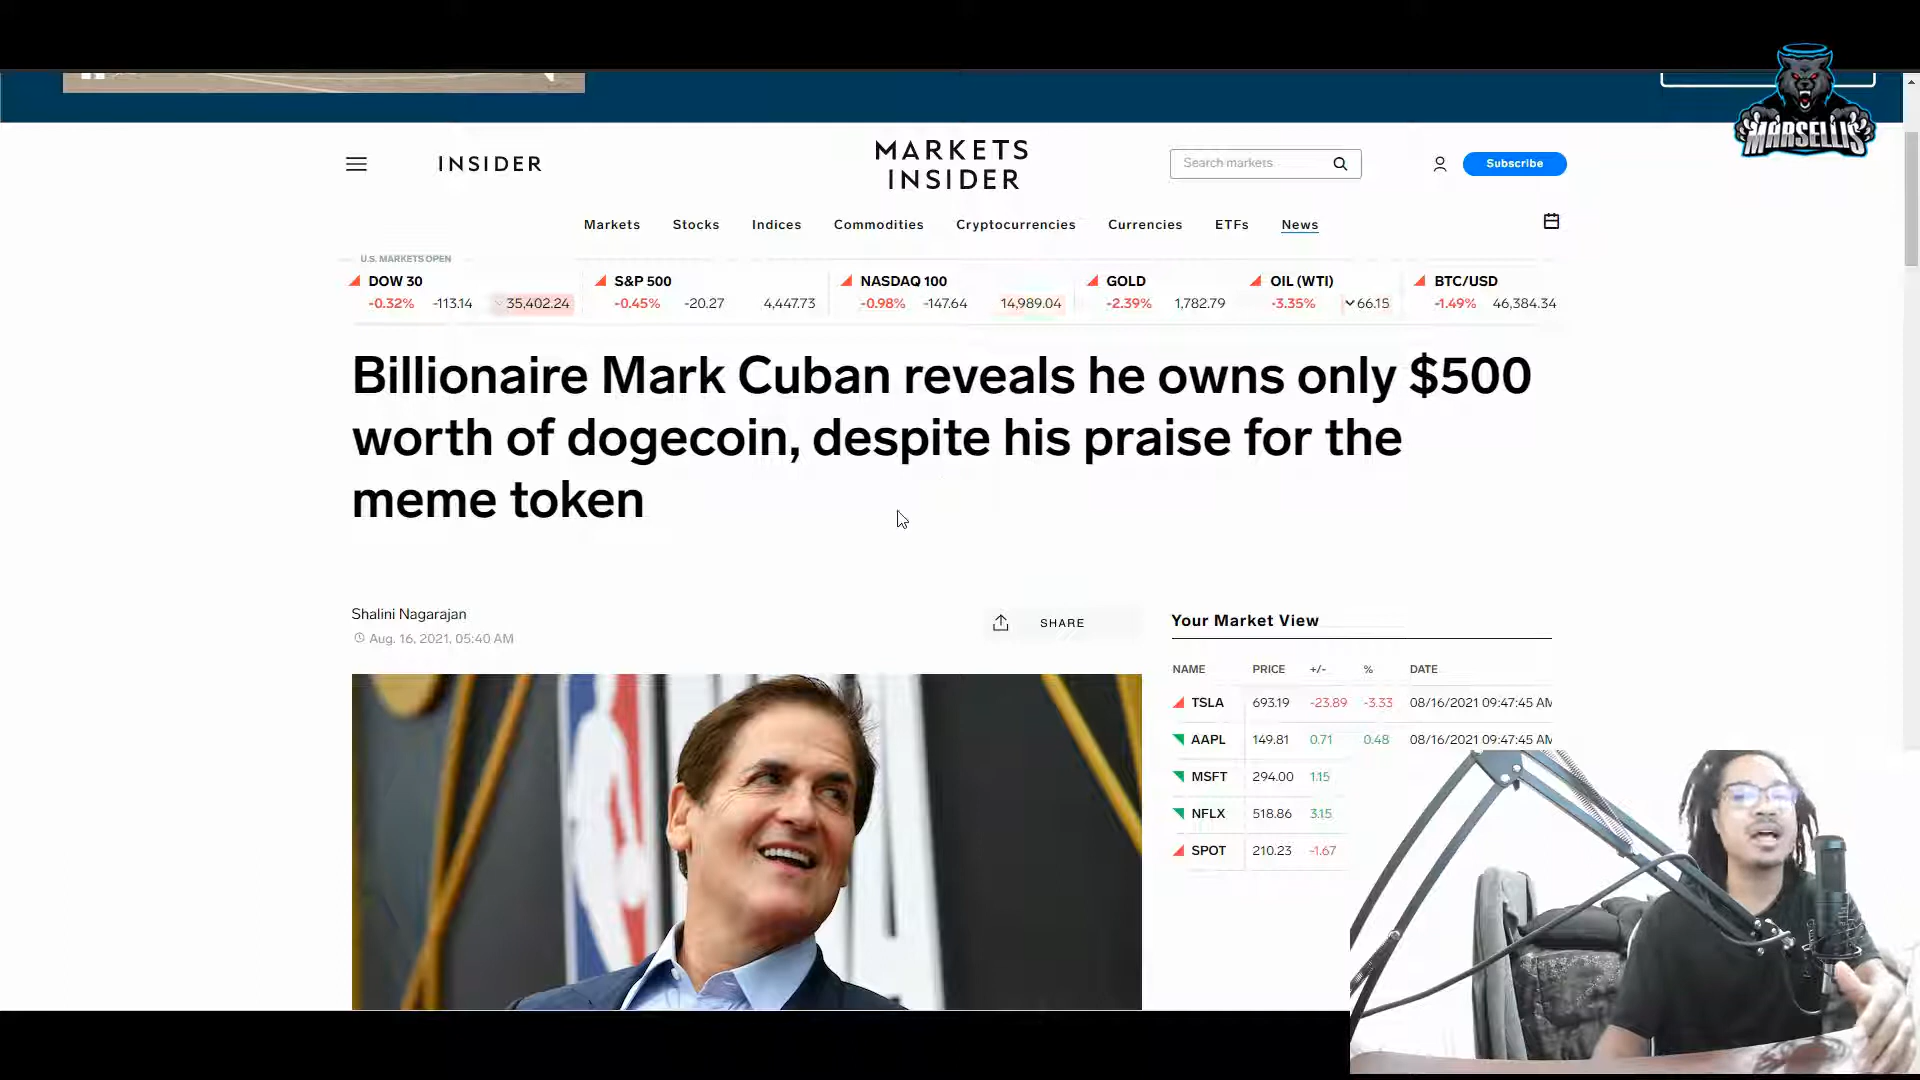 MARSELLIS
INSIDER
MARKETS
INSIDER
Search markets
Subscribe
Markets Stocks Indices Commodities Cryptocurrencies Currencies ETFs News
U.S. MARKETS OPEN
DOW 30 S&P 500 NASDAQ 100 GOLD OIL (WTI) BTC/USD
-0.32% -113.14 35,402.24 -0.45% -20.27 4,447.73 -0.98% -147.64 14,989.04 -2.39% 1,782.79 -3.35% 66.15 -1.49% 46,384.34
Billionaire Mark Cuban reveals he owns only $500
worth of dogecoin, despite his praise for the
meme token
Shalini Nagarajan
Aug. 16, 2021, 05:40 AM
SHARE
Your Market View
NAME PRICE +/- % DATE
TSLA 693.19 -23.89 -3.33 08/16/2021 09:47:45 AM
AAPL 149.81 0.71 0.48 08/16/2021 09:47:45 AM
MSFT 294.00 1.15
NFLX 518.86 3.15
SPOT 210.23 -1.67